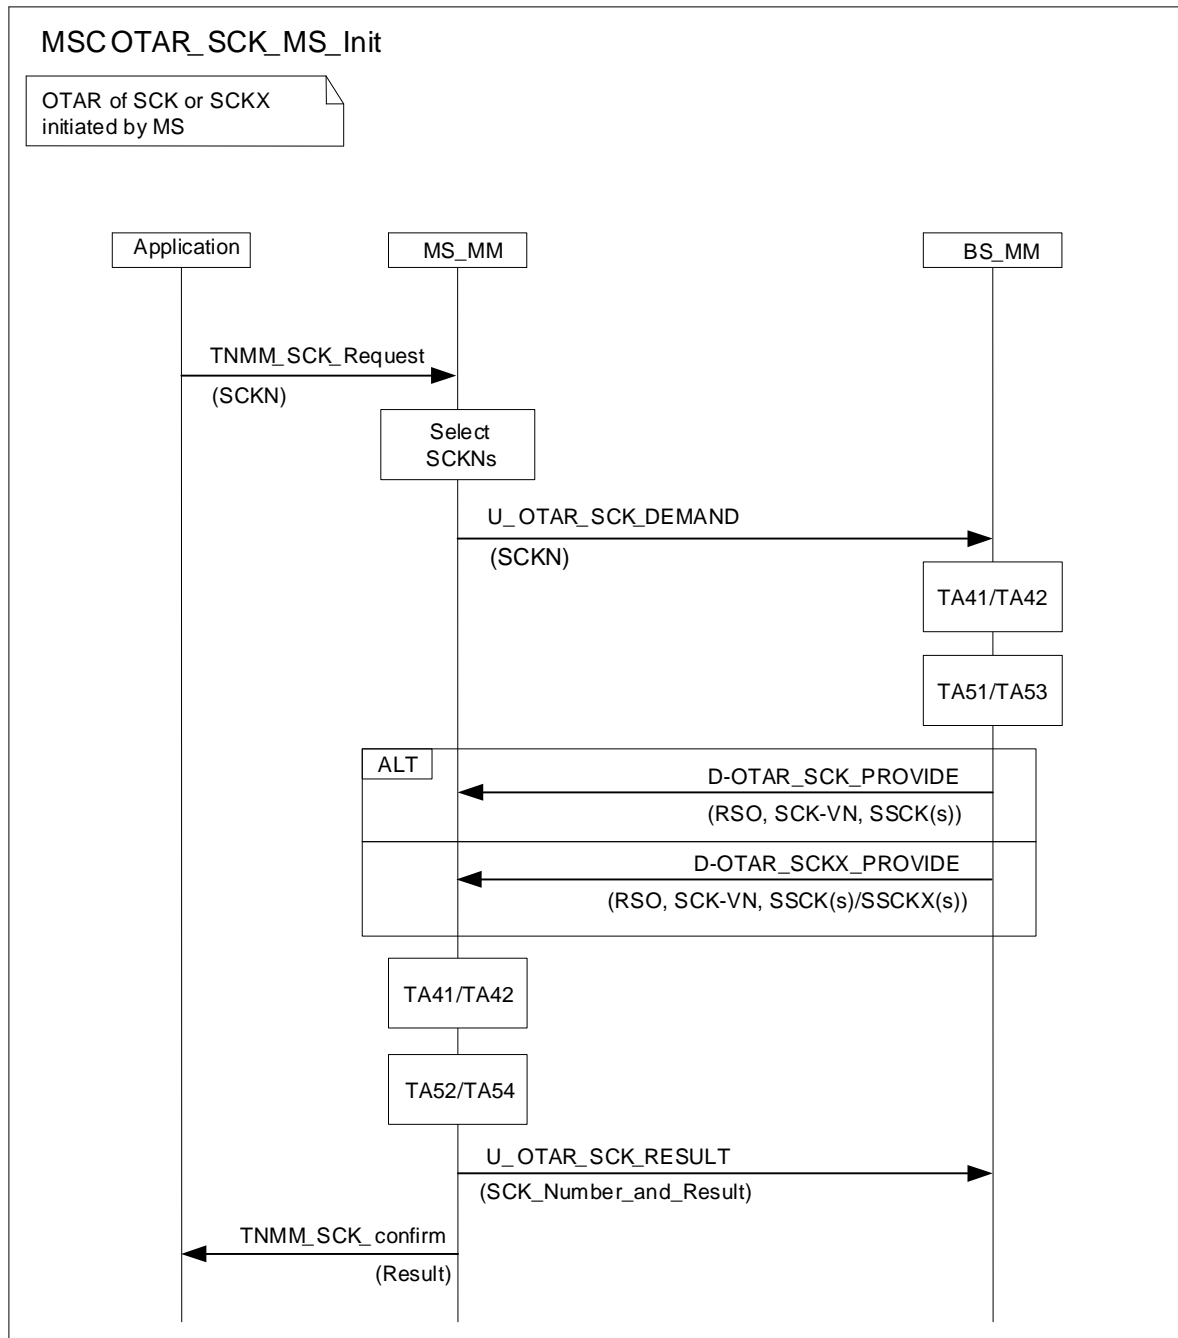 MSC OTAR_SCK_MS_Init
OTAR of SCK or SCKX
initiated by MS
Application
MS_MM
BS_MM
TNMM_SCK_Request
(SCKN)
Select
SCKNs
U_OTAR_SCK_DEMAND
(SCKN)
TA41/TA42
TA51/TA53
ALT
D-OTAR_SCK_PROVIDE
(RSO, SCK-VN, SSCK(s))
D-OTAR_SCKX_PROVIDE
(RSO, SCK-VN, SSCK(s)/SSCKX(s))
TA41/TA42
TA52/TA54
U_OTAR_SCK_RESULT
(SCK_Number_and_Result)
TNMM_SCK_confirm
(Result)